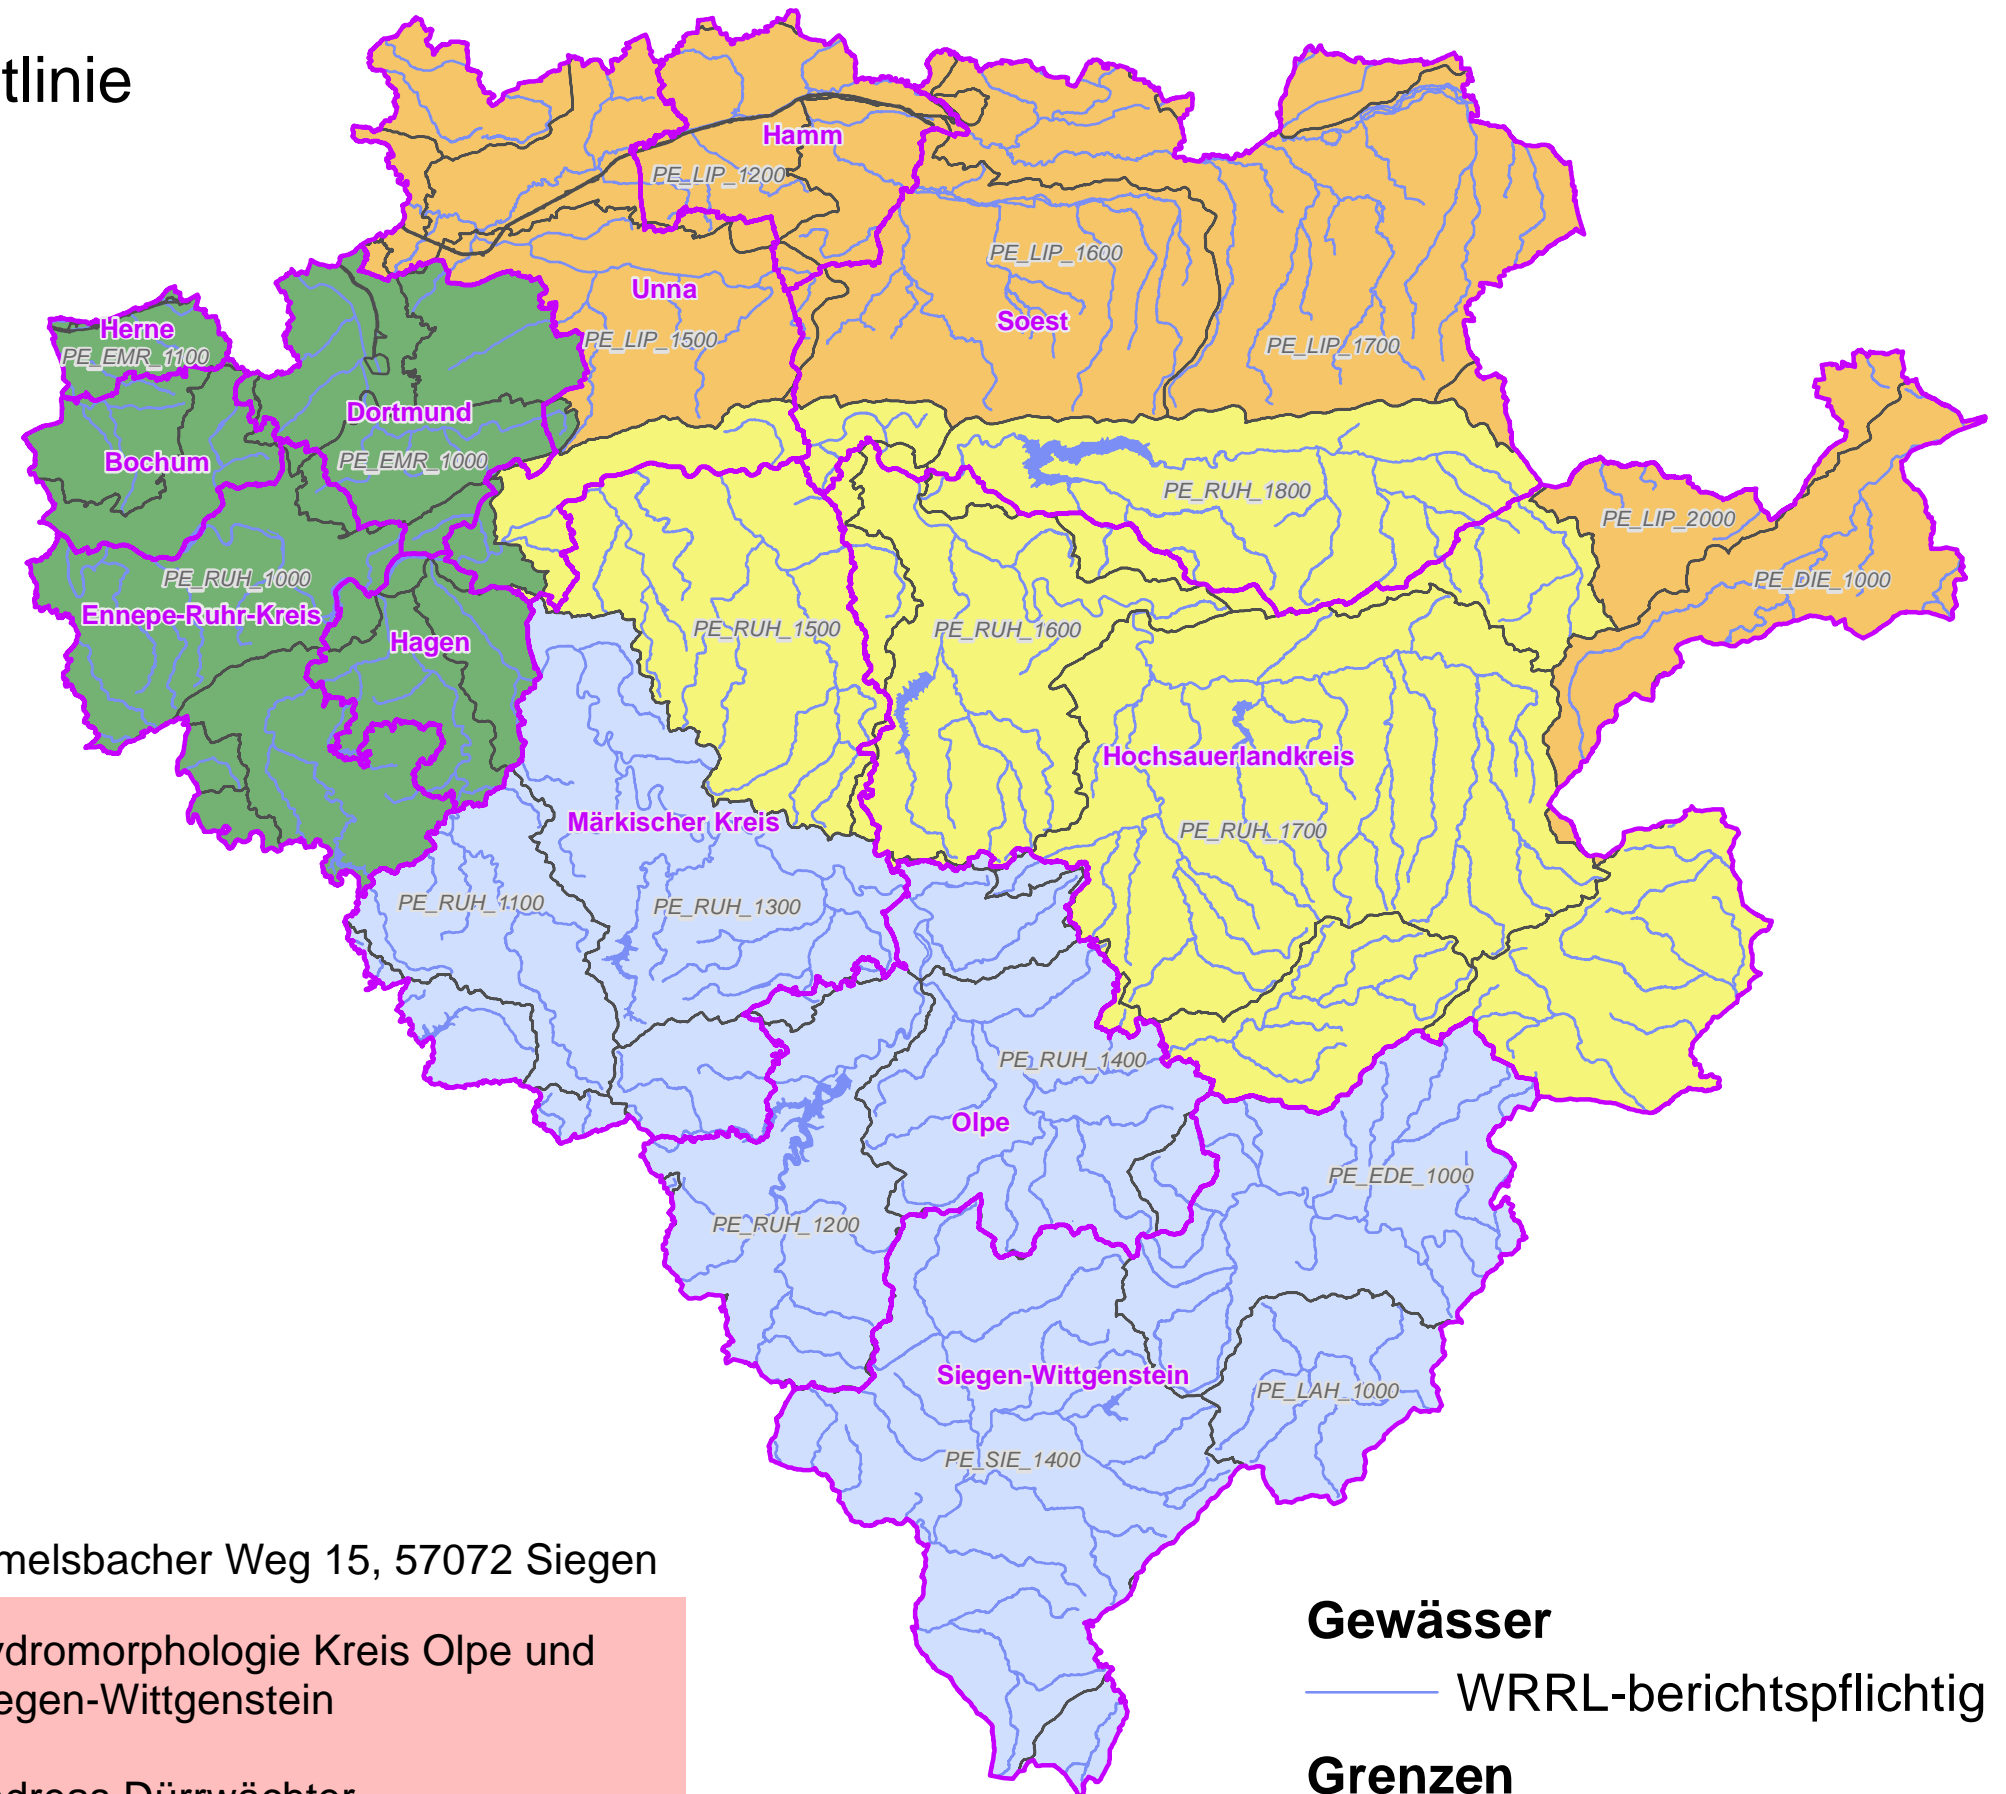 tlinie
Hamm
PE_LIP_1200
PE_LIP_1600
Unna
Soest
Herne
PE_EMR_1100
PE_LIP_1500
PE_LIP_1700
Dortmund
Bochum
PE_EMR_1000
PE_RUH_1800
PE_LIP_2000
PE_RUH_1000
PE_DIE_1000
Ennepe-Ruhr-Kreis
Hagen
PE_RUH_1500
PE_RUH_1600
Hochsauerlandkreis
Märkischer Kreis
PE_RUH_1700
PE_RUH_1100
PE_RUH_1300
PE_RUH_1400
Olpe
PE_EDE_1000
PE_RUH_1200
Siegen-Wittgenstein
PE_LAH_1000
PE_SIE_1400
melsbacher Weg 15, 57072 Siegen
ydromorphologie Kreis Olpe und
egen-Wittgenstein
dreas Dürrwächter
Gewässer
WRRL-berichtspflichtig
Grenzen